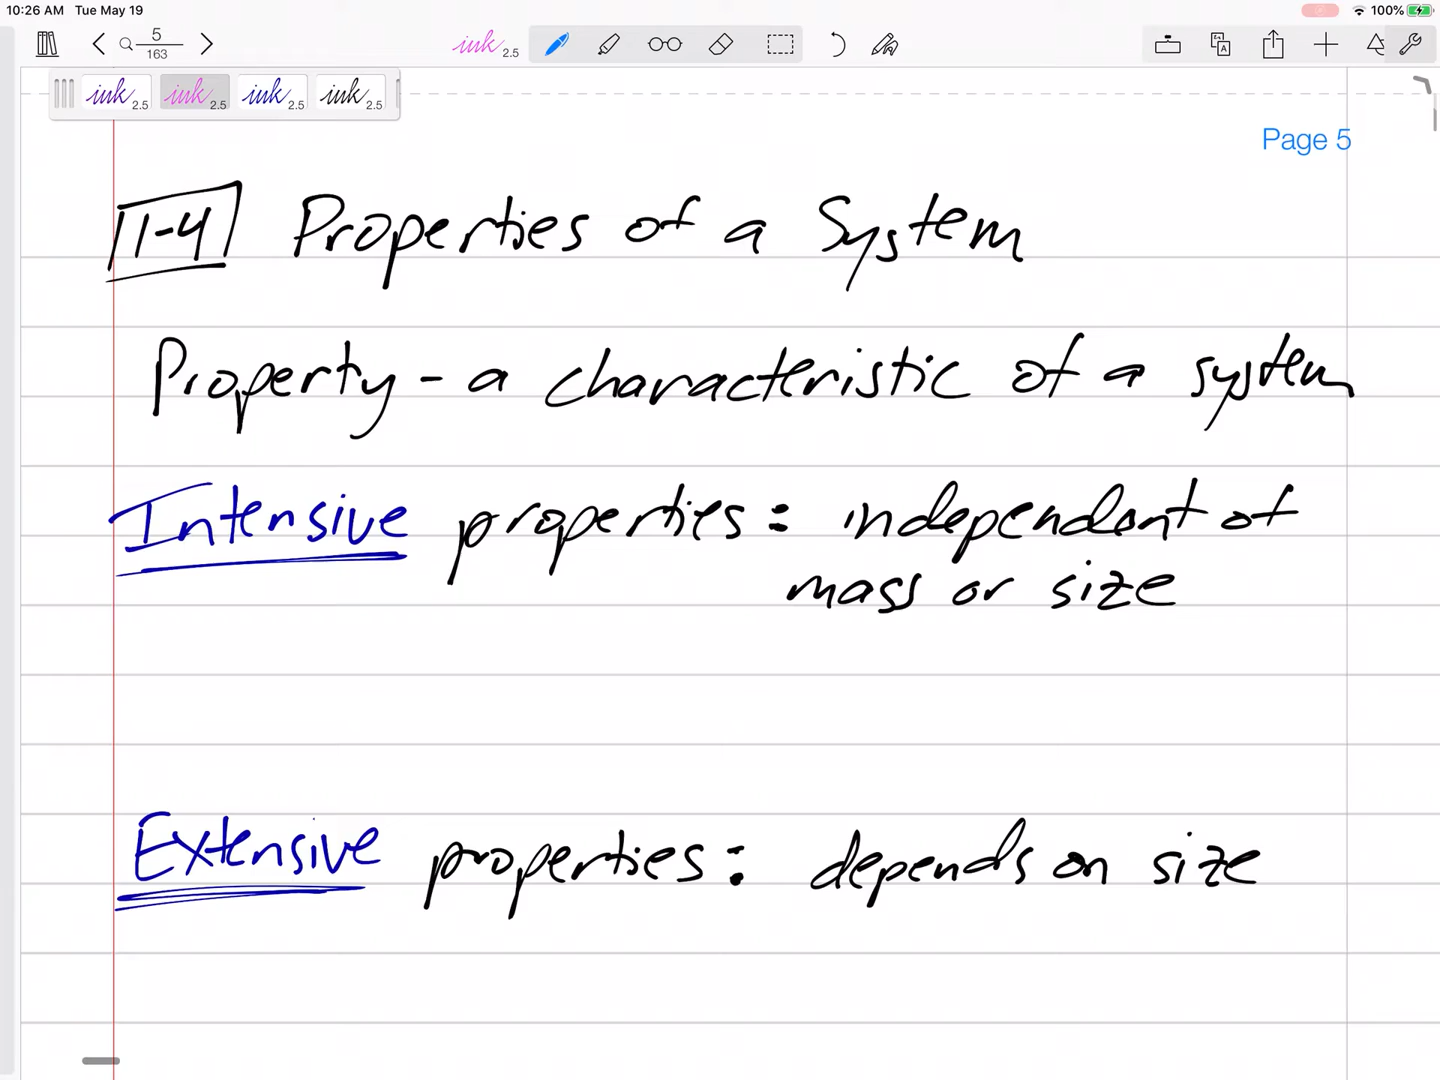 10:26 AM Tue May 19
100%
5
163
ink 2.5
ink 2.5 ink 2.5 ink 2.5 ink 2.5
Page 5
1-4 Properties of a System
Property - a characteristic of a system
Intensive properties: independent of
mass or size
Extensive properties: depends on size